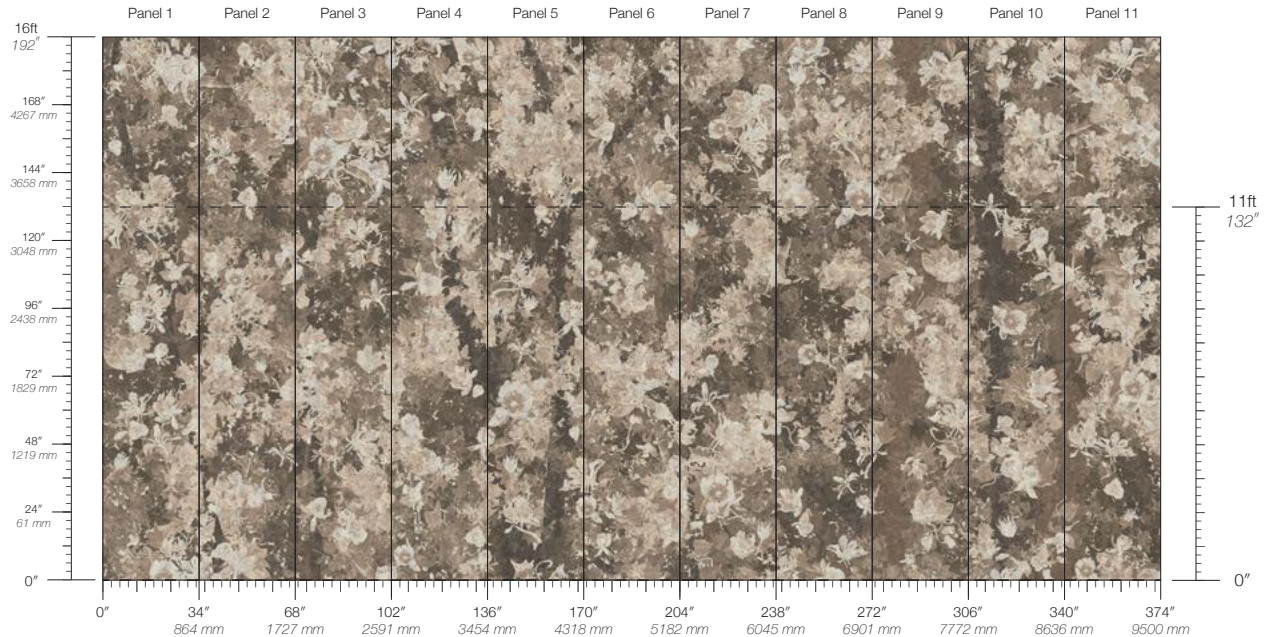 Panel 1 Panel 2 Panel 3 Panel 4 Panel 5 Panel 6 Panel 7 Panel 8 Panel 9 Panel 10 Panel 11
16ft
192″
168″
4267 mm
144″
3658 mm
120″
3048 mm
96″
2438 mm
72″
1829 mm
48″
1219 mm
24″
61 mm
0″
11ft
132″
0″
0″ 34″ 68″ 102″ 136″ 170″ 204″ 238″ 272″ 306″ 340″ 374″
864 mm 1727 mm 2591 mm 3454 mm 4318 mm 5182 mm 6045 mm 6901 mm 7772 mm 8636 mm 9500 mm